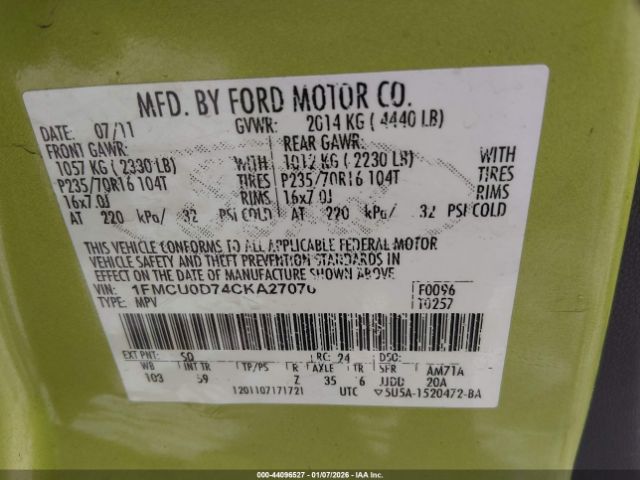 MFD. BY FORD MOTOR CO.
DATE: 07/11 GVWR: 2014 KG ( 4440 LB)
FRONT GAWR: REAR GAWR:
1057 KG ( 2330 LB) WITH 1012 KG ( 2230 LB) WITH
P235/70R16 104T TIRES P235/70R16 104T TIRES
16x7.0J RIMS 16x7.0J RIMS
AT 220 kPa/ 32 PSI COLD AT 220 kPa/ 32 PSI COLD
THIS VEHICLE CONFORMS TO ALL APPLICABLE FEDERAL MOTOR
VEHICLE SAFETY AND THEFT PREVENTION STANDARDS IN
EFFECT ON THE DATE OF MANUFACTURE SHOWN ABOVE
VIN: 1FMCU0D74CKA27070 F0096
TYPE: MPV T0257
EXT PNT: SQ RC: 24 DSO:
WB INT TR TP/PS R AXLE TR SPR AM71A
103 59 Z 35 6 JJDD 20A
1201107171721 UTC 5U5A-1520472-BA
000-44096527 - 01/07/2026 - IAA Inc.